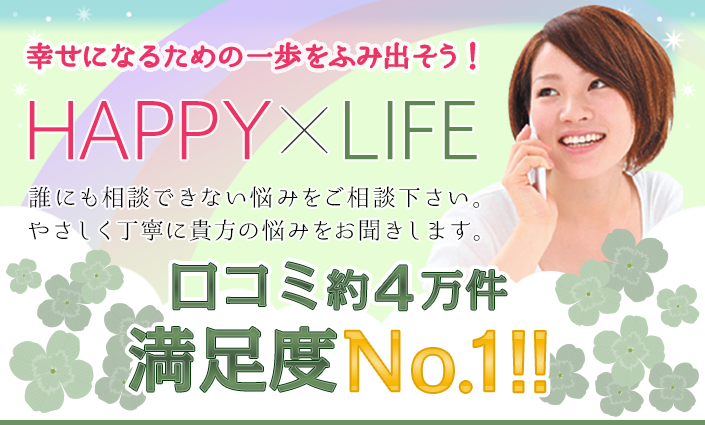 幸せになるための一歩をふみ出そう！
HAPPY×LIFE
誰にも相談できない悩みをご相談下さい。
やさしく丁寧に貴方の悩みをお聞きします。
口コミ約4万件
満足度No.1!!